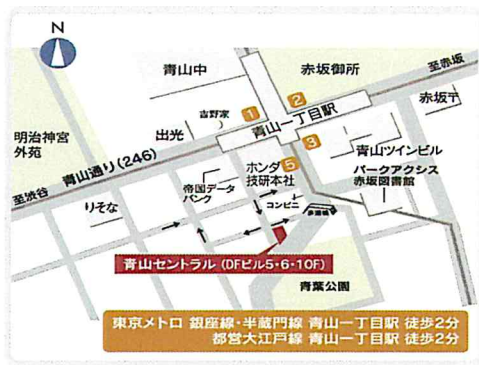 N
青山中
赤坂御所
至赤坂
赤坂〒
吉野家
1
2
青山一丁目駅
明治神宮
外苑
出光
3
青山通り(246)
至渋谷
ホンダ
技研本社
5
青山ツインビル
パークアクシス
赤坂図書館
帝国データ
バンク
りそな
コンビニ
歩道橋
青山セントラル (DFビル5・6・10F)
青葉公園
東京メトロ 銀座線・半蔵門線 青山一丁目駅 徒歩2分
都営大江戸線 青山一丁目駅 徒歩2分